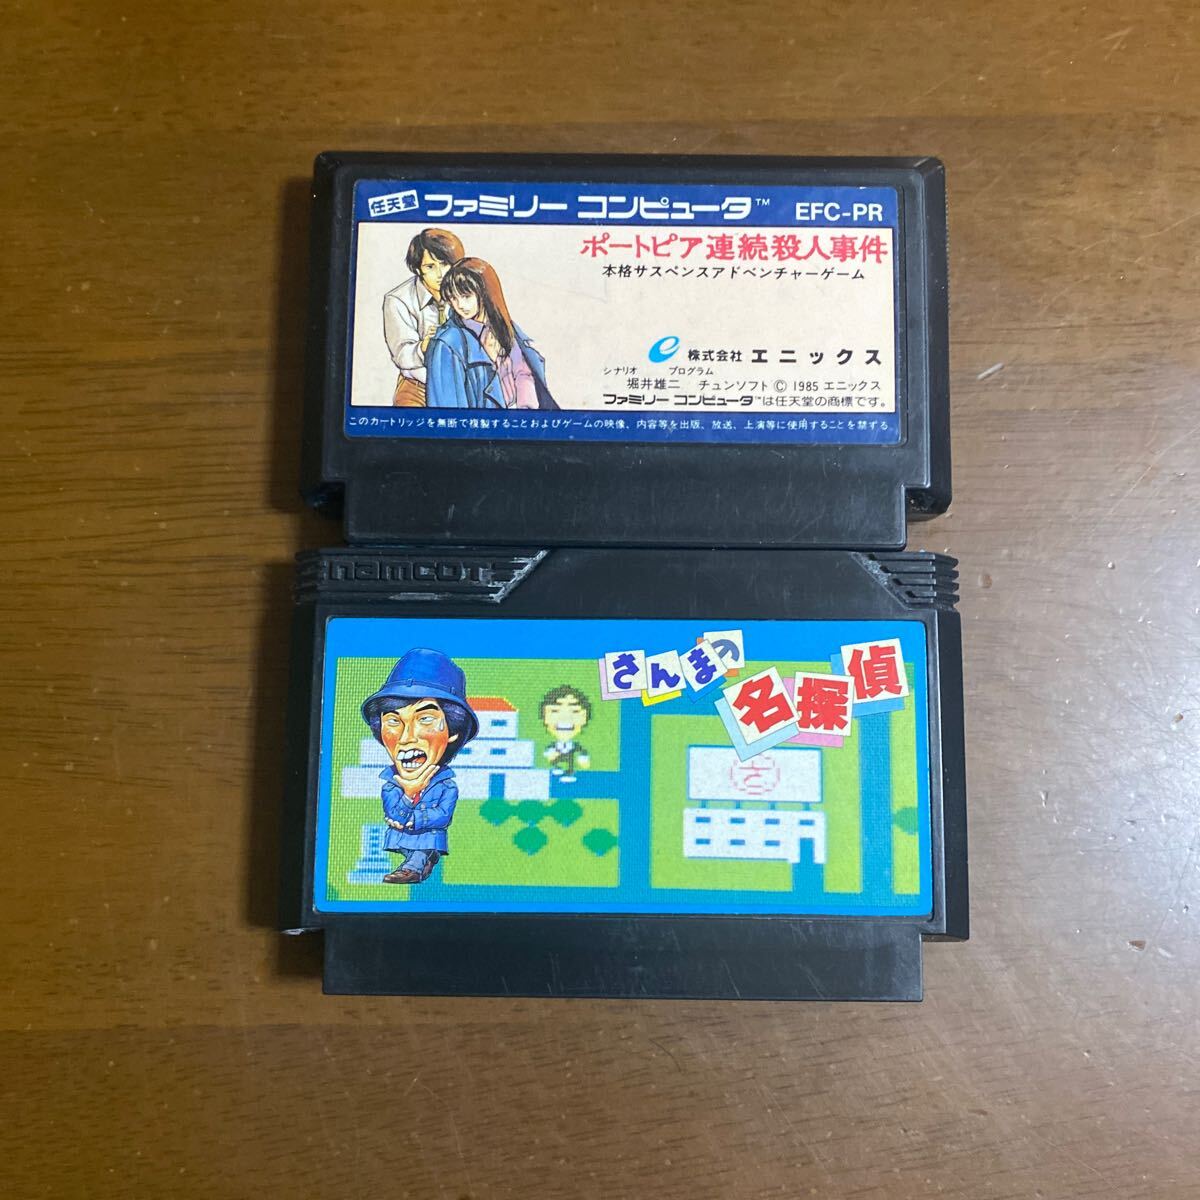 任天堂 ファミリー コンピュータ™ EFC-PR
ポートピア連続殺人事件
本格サスペンスアドベンチャーゲーム
e 株式会社 エニックス
シナリオ プログラム
堀井雄二 チュンソフト © 1985 エニックス
ファミリー コンピュータ™は任天堂の商標です。
このカートリッジを無断で複製することおよびゲームの映像、内容等を出版、放送、上演等に使用することを禁ずる
namcot
さんまの
名探偵
さ